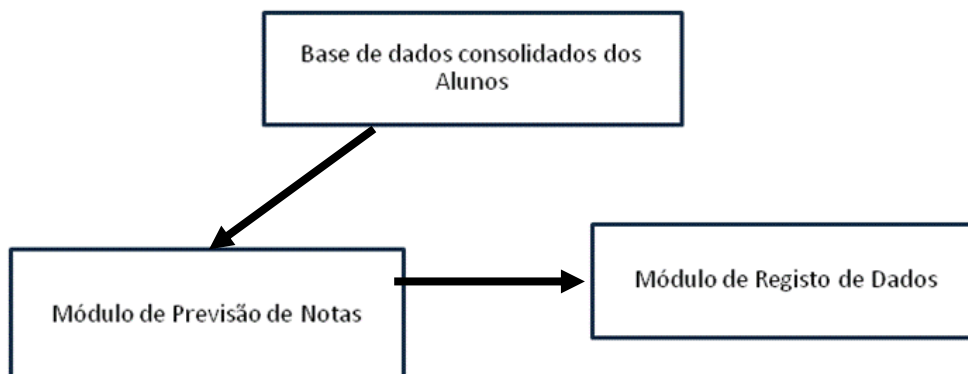 Base de dados consolidados dos
Alunos
Módulo de Registo de Dados
Módulo de Previsão de Notas